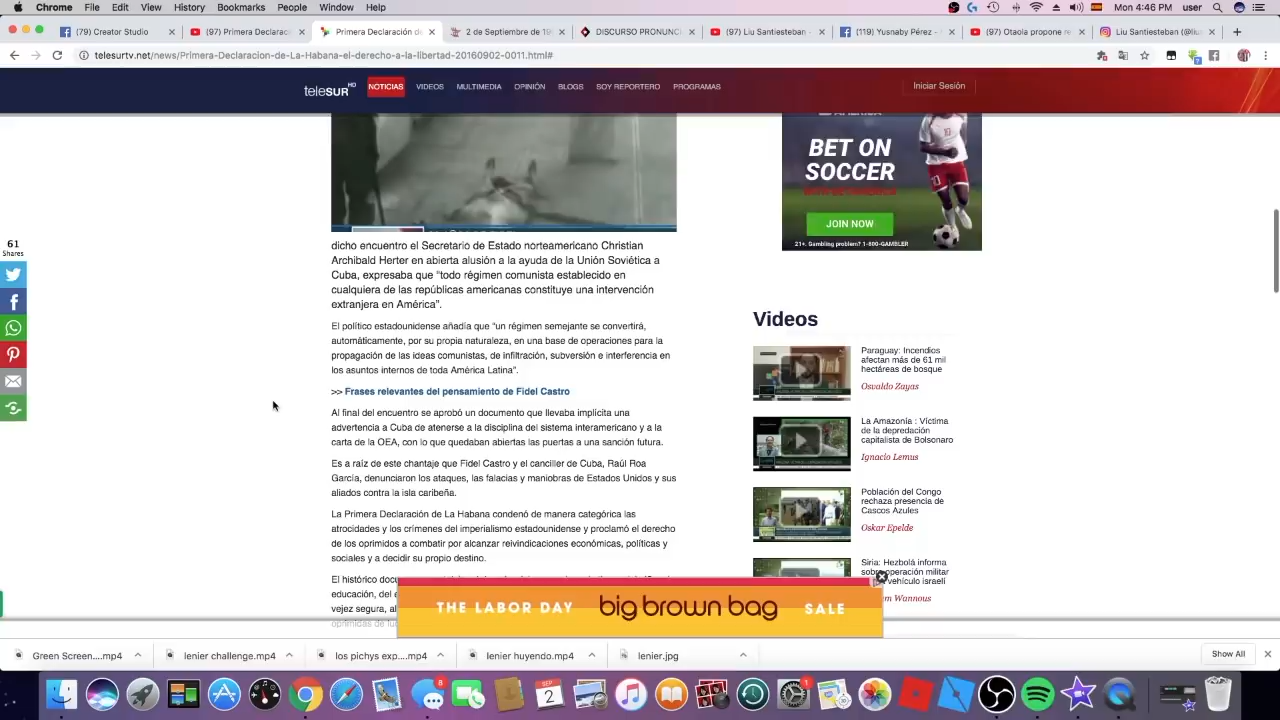 Chrome File Edit View History Bookmarks People Window Help
Mon 4:46 PM user
(79) Creator Studio
(97) Primera Declarac
Primera Declaración de
2 de Septiembre de 19
DISCURSO PRONUNC
(97) Liu Santiesteban -
(119) Yusnaby Pérez -
(97) Otaola propone re
Liu Santiesteban (@liu
telesurtv.net/news/Primera-Declaracion-de-La-Habana-el-derecho-a-la-libertad-20160902-0011.html#
teleSUR HD NOTICIAS VIDEOS MULTIMEDIA OPINIÓN BLOGS SOY REPORTERO PROGRAMAS Iniciar Sesión
61
Shares
dicho encuentro el Secretario de Estado norteamericano Christian
Archibald Herter en abierta alusión a la ayuda de la Unión Soviética a
Cuba, expresaba que “todo régimen comunista establecido en
cualquiera de las repúblicas americanas constituye una intervención
extranjera en América”.
El político estadounidense añadía que “un régimen semejante se convertirá,
automáticamente, por su propia naturaleza, en una base de operaciones para la
propagación de las ideas comunistas, de infiltración, subversión e interferencia en
los asuntos internos de toda América Latina”.
>> Frases relevantes del pensamiento de Fidel Castro
Al final del encuentro se aprobó un documento que llevaba implícita una
advertencia a Cuba de atenerse a la disciplina del sistema interamericano y a la
carta de la OEA, con lo que quedaban abiertas las puertas a una sanción futura.
Es a raíz de este chantaje que Fidel Castro y el canciller de Cuba, Raúl Roa
García, denunciaron los ataques, las falacias y maniobras de Estados Unidos y sus
aliados contra la isla caribeña.
La Primera Declaración de La Habana condenó de manera categórica las
atrocidades y los crímenes del imperialismo estadounidense y proclamó el derecho
de los oprimidos a combatir por alcanzar reivindicaciones económicas, políticas y
sociales y a decidir su propio destino.
El histórico
educación, del
vejez segura,
oprimidas de
BET ON
SOCCER
JOIN NOW
21+. Gambling problem? 1-800-GAMBLER
Videos
Paraguay: Incendios
afectan más de 61 mil
hectáreas de bosque
Osvaldo Zayas
La Amazonía : Víctima
de la depredación
capitalista de Bolsonaro
Ignacio Lemus
Población del Congo
rechaza presencia de
Cascos Azules
Oskar Epelde
Siria: Hezbolá informa
sobre operación militar
vehículo israelí
Wannous
THE LABOR DAY big brown bag SALE
Green Screen....mp4
lenier challenge.mp4
los pichys exp....mp4
lenier huyendo.mp4
lenier.jpg
Show All
8
SEP
2
1